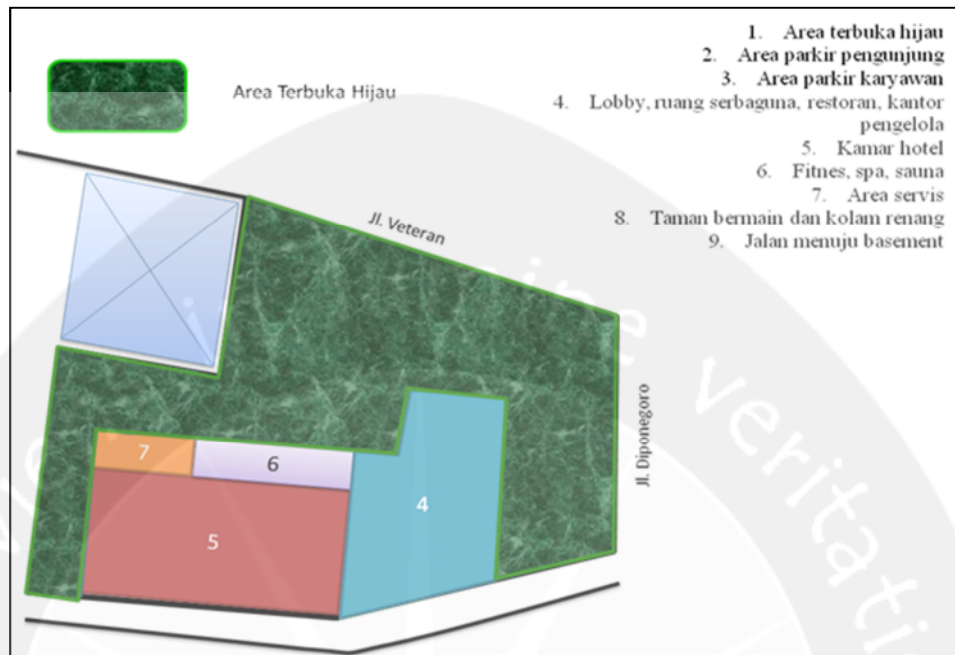 1. Area terbuka hijau
2. Area parkir pengunjung
3. Area parkir karyawan
4. Lobby, ruang serbaguna, restoran, kantor
pengelola
5. Kamar hotel
6. Fitnes, spa, sauna
7. Area servis
8. Taman bermain dan kolam renang
9. Jalan menuju basement
Area Terbuka Hijau
Jl. Veteran
Jl. Diponegoro
7
6
4
5
ine veritati